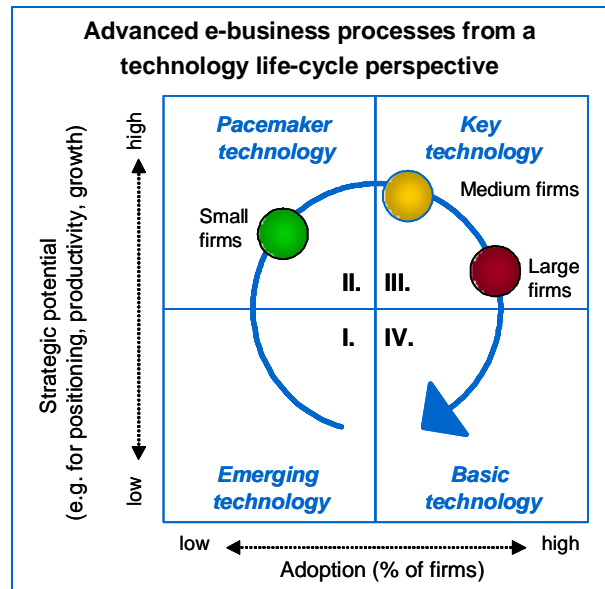 Advanced e-business processes from a
technology life-cycle perspective
Strategic potential
(e.g. for positioning, productivity, growth)
high
low
Pacemaker
technology
Key
technology
Small
firms
Medium firms
Large
firms
II.
III.
I.
IV.
Emerging
technology
Basic
technology
low
high
Adoption (% of firms)